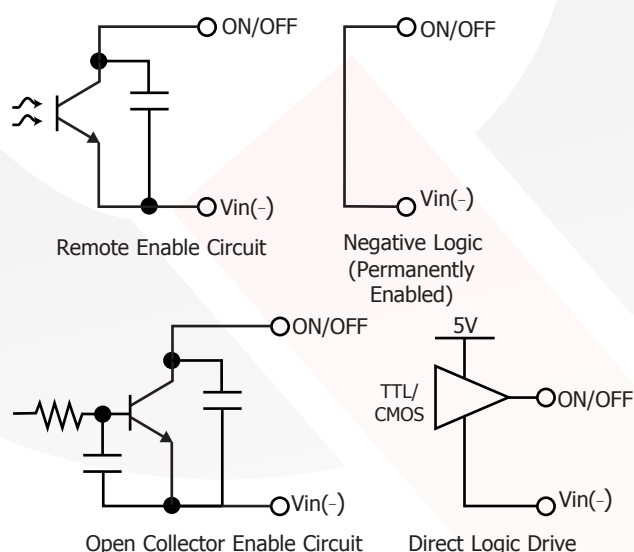 ON/OFF
Vin(-)
Remote Enable Circuit
ON/OFF
Vin(-)
Negative Logic
(Permanently
Enabled)
ON/OFF
Vin(-)
Open Collector Enable Circuit
5V
TTL/
CMOS
ON/OFF
Vin(-)
Direct Logic Drive